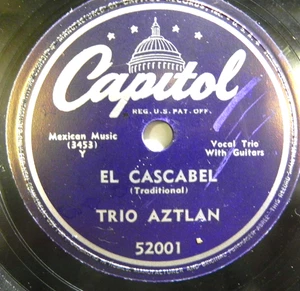 Capitol
REG. U.S. PAT. OFF.
Mexican Music
(3453)
Y
Vocal Trio
With Guitars
EL CASCABEL
(Traditional)
TRIO AZTLAN
52001